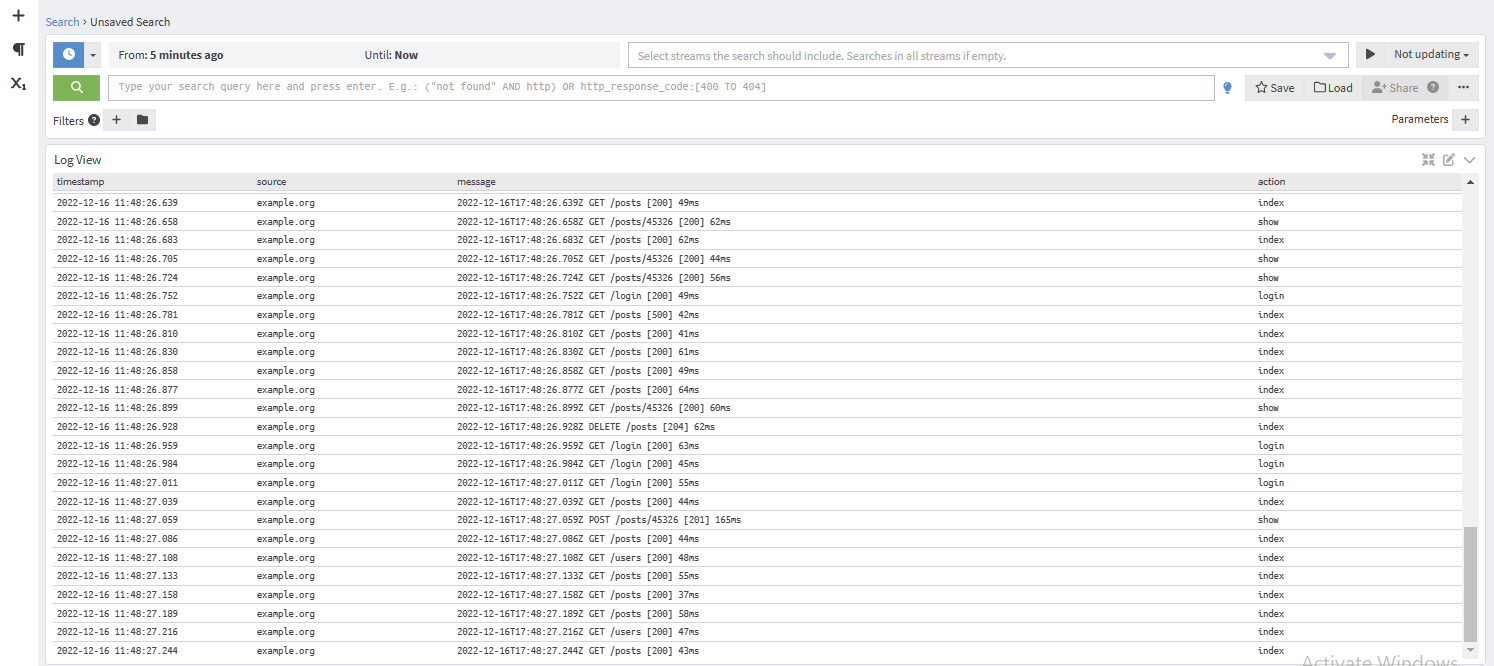 Search > Unsaved Search
From: 5 minutes ago Until: Now Select streams the search should include. Searches in all streams if empty. Not updating
Type your search query here and press enter. E.g.: ("not found" AND http) OR http_response_code:[400 TO 404] Save Load Share ? ...
Filters ? + Parameters +
Log View
timestamp source message action
2022-12-16 11:48:26.639 example.org 2022-12-16T17:48:26.639Z GET /posts [200] 49ms index
2022-12-16 11:48:26.658 example.org 2022-12-16T17:48:26.658Z GET /posts/45326 [200] 62ms show
2022-12-16 11:48:26.683 example.org 2022-12-16T17:48:26.683Z GET /posts [200] 62ms index
2022-12-16 11:48:26.705 example.org 2022-12-16T17:48:26.705Z GET /posts/45326 [200] 44ms show
2022-12-16 11:48:26.724 example.org 2022-12-16T17:48:26.724Z GET /posts/45326 [200] 56ms show
2022-12-16 11:48:26.752 example.org 2022-12-16T17:48:26.752Z GET /login [200] 49ms login
2022-12-16 11:48:26.781 example.org 2022-12-16T17:48:26.781Z GET /posts [500] 42ms index
2022-12-16 11:48:26.810 example.org 2022-12-16T17:48:26.810Z GET /posts [200] 41ms index
2022-12-16 11:48:26.830 example.org 2022-12-16T17:48:26.830Z GET /posts [200] 61ms index
2022-12-16 11:48:26.858 example.org 2022-12-16T17:48:26.858Z GET /posts [200] 49ms index
2022-12-16 11:48:26.877 example.org 2022-12-16T17:48:26.877Z GET /posts [200] 64ms index
2022-12-16 11:48:26.899 example.org 2022-12-16T17:48:26.899Z GET /posts/45326 [200] 60ms show
2022-12-16 11:48:26.928 example.org 2022-12-16T17:48:26.928Z DELETE /posts [204] 62ms index
2022-12-16 11:48:26.959 example.org 2022-12-16T17:48:26.959Z GET /login [200] 63ms login
2022-12-16 11:48:26.984 example.org 2022-12-16T17:48:26.984Z GET /login [200] 45ms login
2022-12-16 11:48:27.011 example.org 2022-12-16T17:48:27.011Z GET /login [200] 55ms login
2022-12-16 11:48:27.039 example.org 2022-12-16T17:48:27.039Z GET /posts [200] 44ms index
2022-12-16 11:48:27.059 example.org 2022-12-16T17:48:27.059Z POST /posts/45326 [201] 165ms show
2022-12-16 11:48:27.086 example.org 2022-12-16T17:48:27.086Z GET /posts [200] 44ms index
2022-12-16 11:48:27.108 example.org 2022-12-16T17:48:27.108Z GET /users [200] 48ms index
2022-12-16 11:48:27.133 example.org 2022-12-16T17:48:27.133Z GET /posts [200] 55ms index
2022-12-16 11:48:27.158 example.org 2022-12-16T17:48:27.158Z GET /posts [200] 37ms index
2022-12-16 11:48:27.189 example.org 2022-12-16T17:48:27.189Z GET /posts [200] 58ms index
2022-12-16 11:48:27.216 example.org 2022-12-16T17:48:27.216Z GET /users [200] 47ms index
2022-12-16 11:48:27.244 example.org 2022-12-16T17:48:27.244Z GET /posts [200] 43ms index
Activate Windows